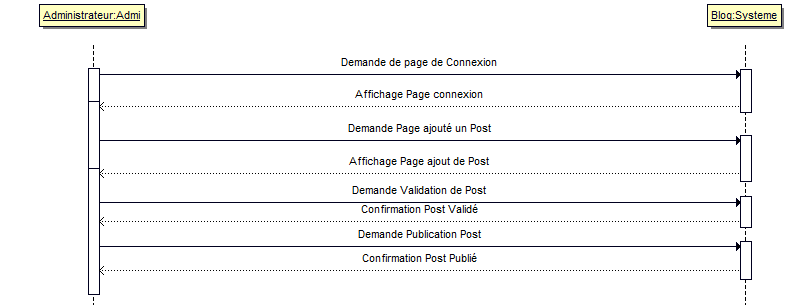 Administrateur:Admi
Blog:Systeme
Demande de page de Connexion
Affichage Page connexion
Demande Page ajouté un Post
Affichage Page ajout de Post
Demande Validation de Post
Confirmation Post Validé
Demande Publication Post
Confirmation Post Publié